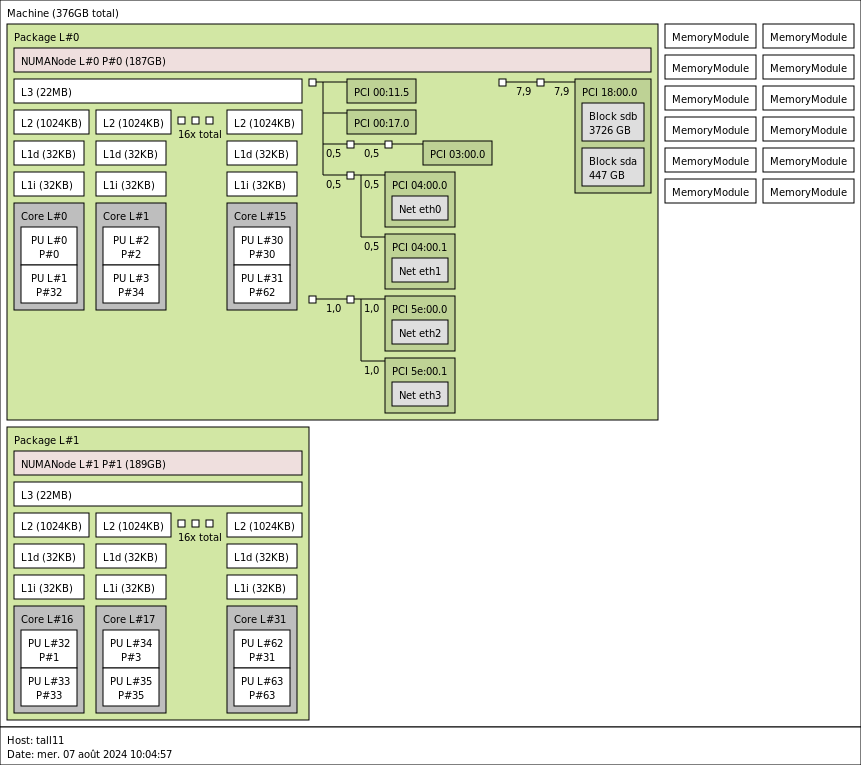 Machine (376GB total)
Package L#0
NUMANode L#0 P#0 (187GB)
L3 (22MB)
L2 (1024KB)
L2 (1024KB)
16x total
L2 (1024KB)
L1d (32KB)
L1d (32KB)
L1d (32KB)
L1i (32KB)
L1i (32KB)
L1i (32KB)
Core L#0
PU L#0
P#0
PU L#1
P#32
Core L#1
PU L#2
P#2
PU L#3
P#34
Core L#15
PU L#30
P#30
PU L#31
P#62
PCI 00:11.5
PCI 00:17.0
0,5
0,5
PCI 03:00.0
0,5
0,5
PCI 04:00.0
Net eth0
0,5
PCI 04:00.1
Net eth1
1,0
1,0
PCI 5e:00.0
Net eth2
1,0
PCI 5e:00.1
Net eth3
7,9
7,9
PCI 18:00.0
Block sdb
3726 GB
Block sda
447 GB
MemoryModule
MemoryModule
MemoryModule
MemoryModule
MemoryModule
MemoryModule
MemoryModule
MemoryModule
MemoryModule
MemoryModule
MemoryModule
MemoryModule
Package L#1
NUMANode L#1 P#1 (189GB)
L3 (22MB)
L2 (1024KB)
L2 (1024KB)
16x total
L2 (1024KB)
L1d (32KB)
L1d (32KB)
L1d (32KB)
L1i (32KB)
L1i (32KB)
L1i (32KB)
Core L#16
PU L#32
P#1
PU L#33
P#33
Core L#17
PU L#34
P#3
PU L#35
P#35
Core L#31
PU L#62
P#31
PU L#63
P#63
Host: tall11
Date: mer. 07 août 2024 10:04:57